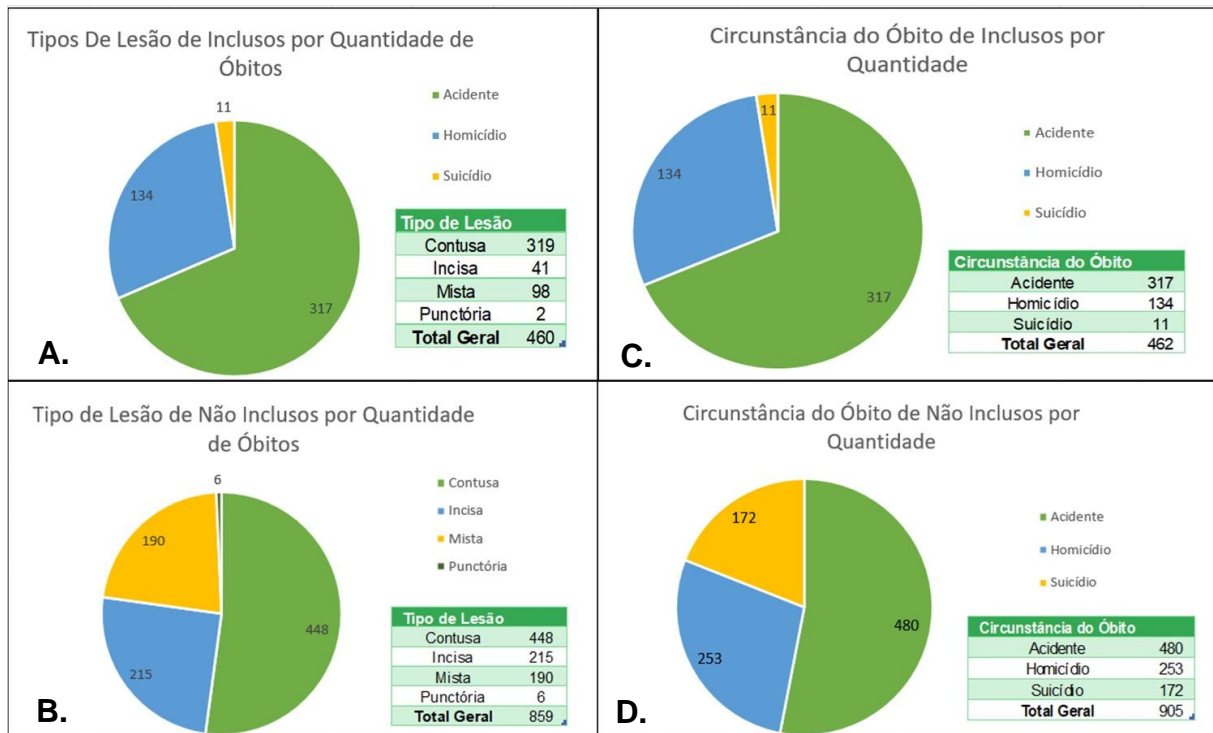 Tipos De Lesão de Inclusos por Quantidade de
Óbitos
11
134
317
Acidente
Homicídio
Suicídio
Tipo de Lesão
Contusa 319
Incisa 41
Mista 98
Punctória 2
Total Geral 460
A.
Circunstância do Óbito de Inclusos por
Quantidade
11
134
317
Acidente
Homicídio
Suicídio
Circunstância do Óbito
Acidente 317
Homicídio 134
Suicídio 11
Total Geral 462
C.
Tipo de Lesão de Não Inclusos por Quantidade
de Óbitos
6
190
448
215
Contusa
Incisa
Mista
Punctória
Tipo de Lesão
Contusa 448
Incisa 215
Mista 190
Punctória 6
Total Geral 859
B.
Circunstância do Óbito de Não Inclusos por
Quantidade
172
480
253
Acidente
Homicídio
Suicídio
Circunstância do Óbito
Acidente 480
Homicídio 253
Suicídio 172
Total Geral 905
D.